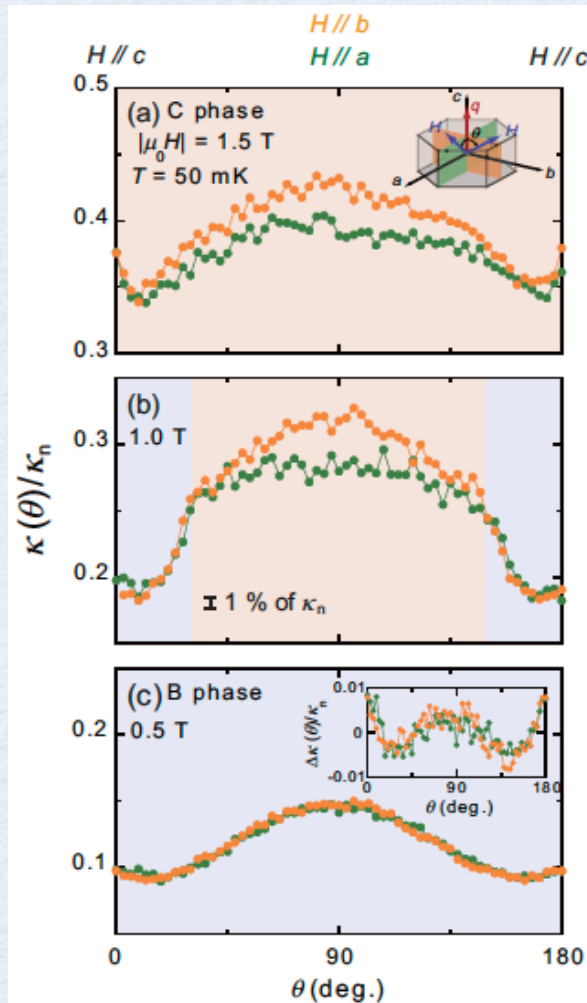 H // b
H // c H // a H // c
0.5
(a) C phase
|μ₀H| = 1.5 T
T = 50 mK
c
q
H
θ
H
a
b
0.4
0.3
(b)
1.0 T
0.3
0.2
1 % of κₙ
κ(θ)/κₙ
(c) B phase
0.5 T
0.2
0.1
0.01
0
-0.01
Δκ(θ)/κₙ
0 90 180
θ (deg.)
0 90 180
θ (deg.)